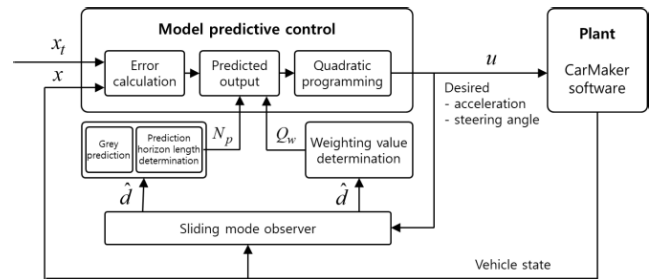 Model predictive control
x_t
x
Error
calculation
Predicted
output
Quadratic
programming
u
Desired
- acceleration
- steering angle
Plant
CarMaker
software
Grey
prediction
Prediction
horizon length
determination
N_p
Q_w
Weighting value
determination
d̂
d̂
Sliding mode observer
Vehicle state